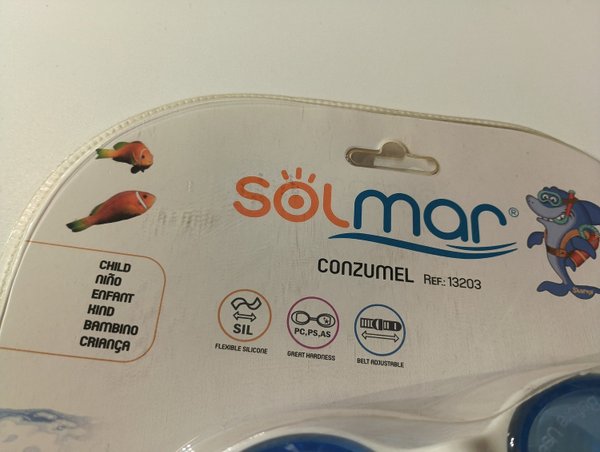 SOLmar®
CONZUMEL REF.: 13203
CHILD
NIÑO
ENFANT
KIND
BAMBINO
CRIANÇA
SIL
FLEXIBLE SILICONE
PC,PS,AS
GREAT HARDNESS
BELT ADJUSTABLE